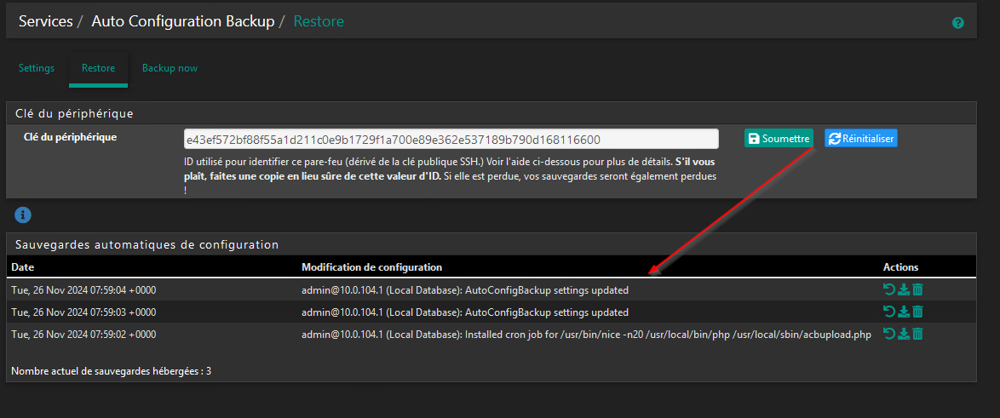 Services / Auto Configuration Backup / Restore
Settings Restore Backup now
Clé du périphérique
Clé du périphérique e43ef572bf88f55a1d211c0e9b1729f1a700e89e362e537189b790d168116600 Soumettre Réinitialiser
ID utilisé pour identifier ce pare-feu (dérivé de la clé publique SSH.) Voir l'aide ci-dessous pour plus de détails. S'il vous
plaît, faites une copie en lieu sûre de cette valeur d'ID. Si elle est perdue, vos sauvegardes seront également perdues
!
Sauvegardes automatiques de configuration
Date Modification de configuration Actions
Tue, 26 Nov 2024 07:59:04 +0000 admin@10.0.104.1 (Local Database): AutoConfigBackup settings updated
Tue, 26 Nov 2024 07:59:03 +0000 admin@10.0.104.1 (Local Database): AutoConfigBackup settings updated
Tue, 26 Nov 2024 07:59:02 +0000 admin@10.0.104.1 (Local Database): Installed cron job for /usr/bin/nice -n20 /usr/local/bin/php /usr/local/sbin/acbupload.php
Nombre actuel de sauvegardes hébergées : 3